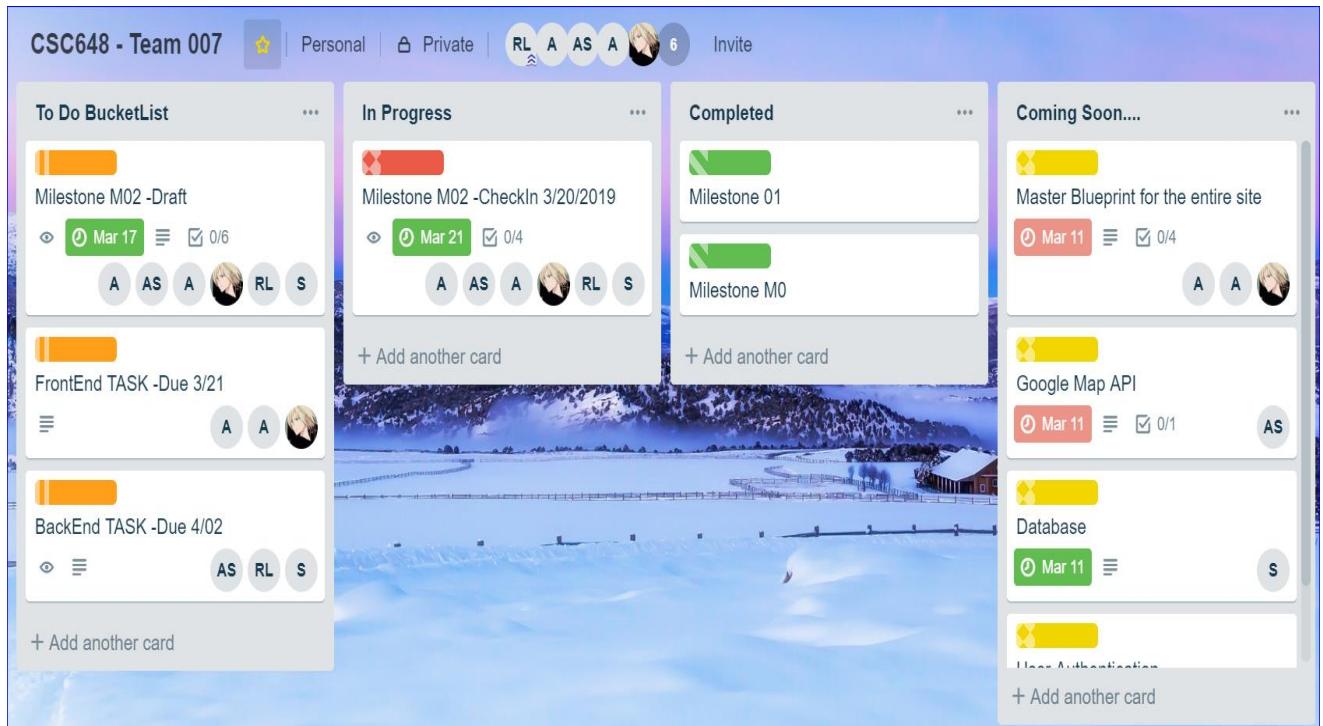 CSC648 - Team 007 Personal Private RL A AS A 6 Invite
To Do BucketList
Milestone M02 -Draft
Mar 17 0/6
A AS A RL S
FrontEnd TASK -Due 3/21
A A
BackEnd TASK -Due 4/02
AS RL S
+ Add another card
In Progress
Milestone M02 -CheckIn 3/20/2019
Mar 21 0/4
A AS A RL S
+ Add another card
Completed
Milestone 01
Milestone M0
+ Add another card
Coming Soon....
Master Blueprint for the entire site
Mar 11 0/4
A A
Google Map API
Mar 11 0/1
AS
Database
Mar 11
S
User Authentication
+ Add another card